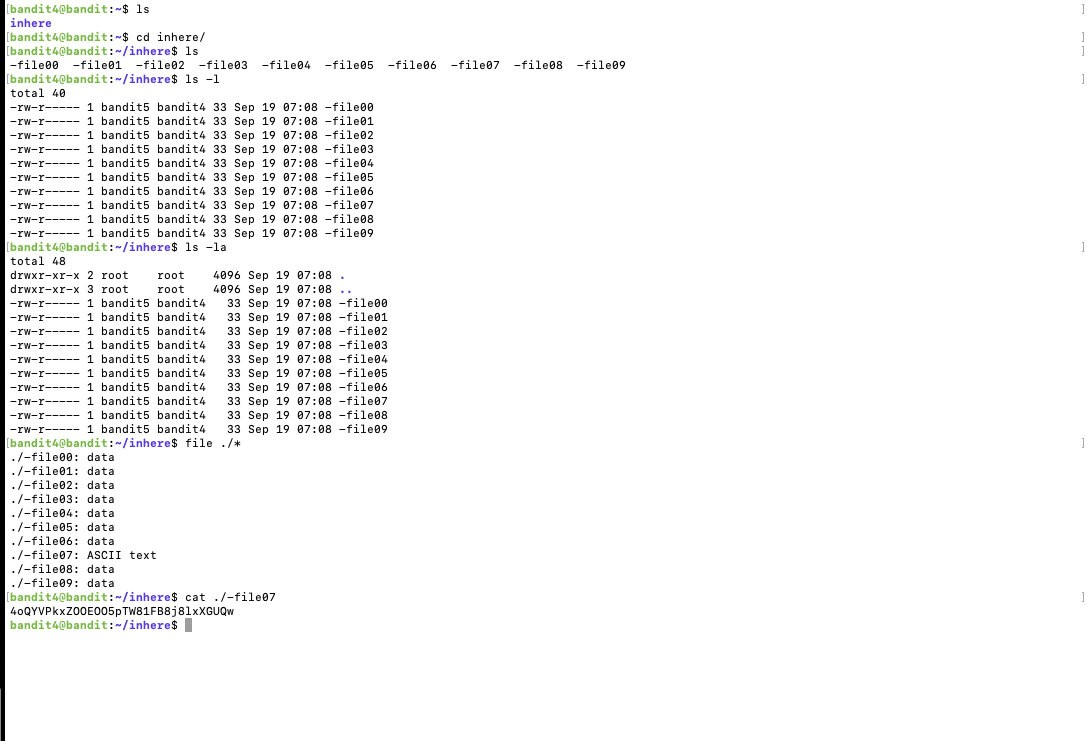 [bandit4@bandit:~$ ls ]
inhere
[bandit4@bandit:~$ cd inhere/ ]
[bandit4@bandit:~/inhere$ ls ]
-file00  -file01  -file02  -file03  -file04  -file05  -file06  -file07  -file08  -file09
[bandit4@bandit:~/inhere$ ls -l ]
total 40
-rw-r----- 1 bandit5 bandit4 33 Sep 19 07:08 -file00
-rw-r----- 1 bandit5 bandit4 33 Sep 19 07:08 -file01
-rw-r----- 1 bandit5 bandit4 33 Sep 19 07:08 -file02
-rw-r----- 1 bandit5 bandit4 33 Sep 19 07:08 -file03
-rw-r----- 1 bandit5 bandit4 33 Sep 19 07:08 -file04
-rw-r----- 1 bandit5 bandit4 33 Sep 19 07:08 -file05
-rw-r----- 1 bandit5 bandit4 33 Sep 19 07:08 -file06
-rw-r----- 1 bandit5 bandit4 33 Sep 19 07:08 -file07
-rw-r----- 1 bandit5 bandit4 33 Sep 19 07:08 -file08
-rw-r----- 1 bandit5 bandit4 33 Sep 19 07:08 -file09
[bandit4@bandit:~/inhere$ ls -la ]
total 48
drwxr-xr-x 2 root    root    4096 Sep 19 07:08 .
drwxr-xr-x 3 root    root    4096 Sep 19 07:08 ..
-rw-r----- 1 bandit5 bandit4   33 Sep 19 07:08 -file00
-rw-r----- 1 bandit5 bandit4   33 Sep 19 07:08 -file01
-rw-r----- 1 bandit5 bandit4   33 Sep 19 07:08 -file02
-rw-r----- 1 bandit5 bandit4   33 Sep 19 07:08 -file03
-rw-r----- 1 bandit5 bandit4   33 Sep 19 07:08 -file04
-rw-r----- 1 bandit5 bandit4   33 Sep 19 07:08 -file05
-rw-r----- 1 bandit5 bandit4   33 Sep 19 07:08 -file06
-rw-r----- 1 bandit5 bandit4   33 Sep 19 07:08 -file07
-rw-r----- 1 bandit5 bandit4   33 Sep 19 07:08 -file08
-rw-r----- 1 bandit5 bandit4   33 Sep 19 07:08 -file09
[bandit4@bandit:~/inhere$ file ./* ]
./-file00: data
./-file01: data
./-file02: data
./-file03: data
./-file04: data
./-file05: data
./-file06: data
./-file07: ASCII text
./-file08: data
./-file09: data
[bandit4@bandit:~/inhere$ cat ./-file07 ]
4oQYVPkxZOOEOO5pTW81FB8j8lxXGUQw
bandit4@bandit:~/inhere$